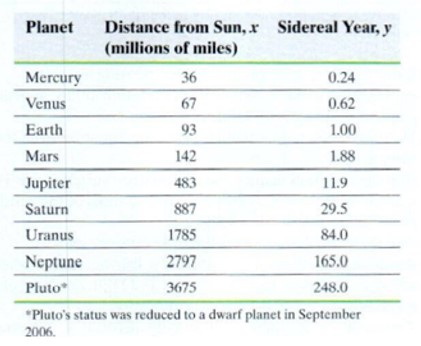 Planet Distance from Sun, x Sidereal Year, y
(millions of miles)
Mercury 36 0.24
Venus 67 0.62
Earth 93 1.00
Mars 142 1.88
Jupiter 483 11.9
Saturn 887 29.5
Uranus 1785 84.0
Neptune 2797 165.0
Pluto* 3675 248.0
*Pluto's status was reduced to a dwarf planet in September
2006.